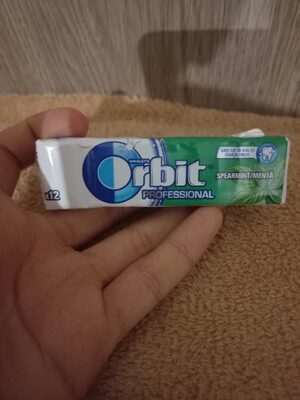 WRIGLEY'S
Orbit
PROFESSIONAL
SPEARMINT/MENTĂ
x12